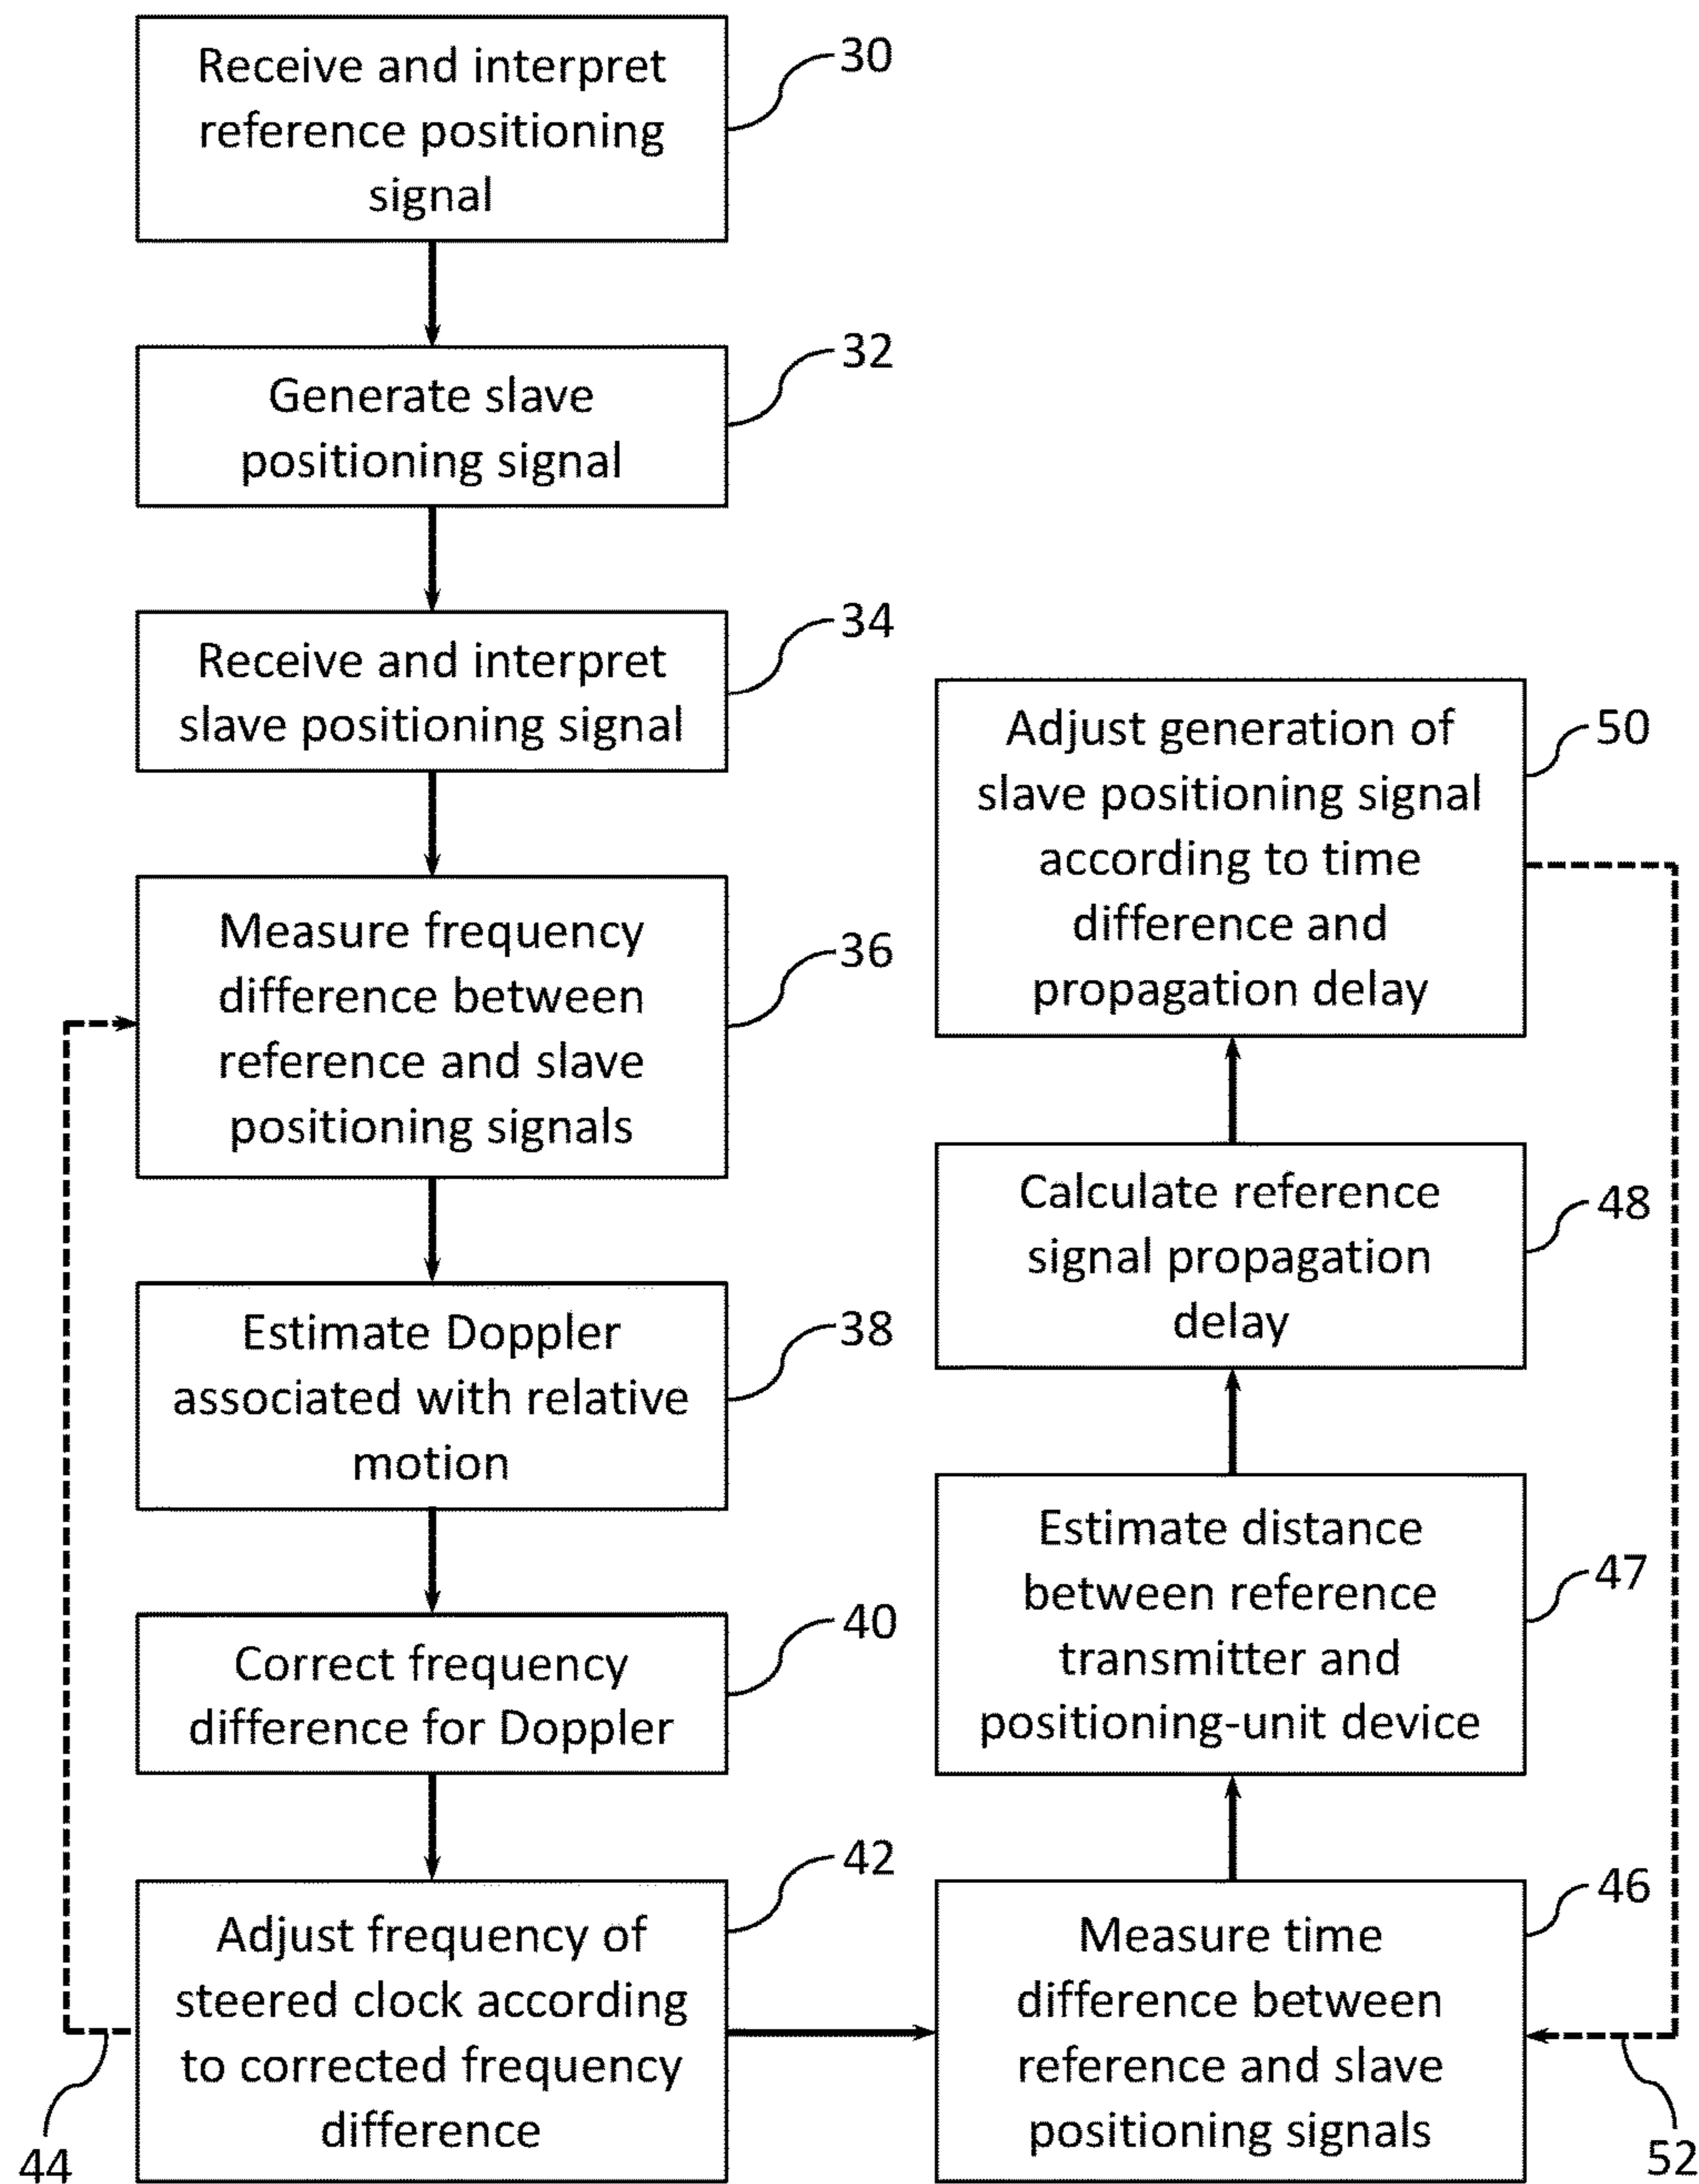 Receive and interpret
reference positioning
signal
30
Generate slave
positioning signal
32
Receive and interpret
slave positioning signal
34
Measure frequency
difference between
reference and slave
positioning signals
36
Estimate Doppler
associated with relative
motion
38
Correct frequency
difference for Doppler
40
Adjust frequency of
steered clock according
to corrected frequency
difference
42
44
Measure time
difference between
reference and slave
positioning signals
46
Estimate distance
between reference
transmitter and
positioning-unit device
47
Calculate reference
signal propagation
delay
48
Adjust generation of
slave positioning signal
according to time
difference and
propagation delay
50
52